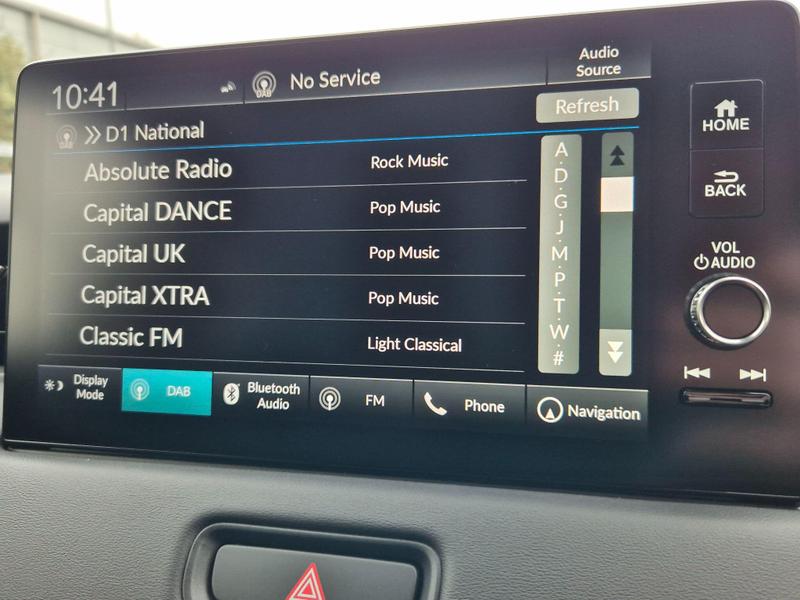 10:41
DAB
No Service
Audio
Source
D1 National
Refresh
Absolute Radio Rock Music
Capital DANCE Pop Music
Capital UK Pop Music
Capital XTRA Pop Music
Classic FM Light Classical
A
D
G
J
M
P
T
W
#
Display
Mode
DAB
Bluetooth
Audio
FM
Phone
Navigation
HOME
BACK
VOL
AUDIO